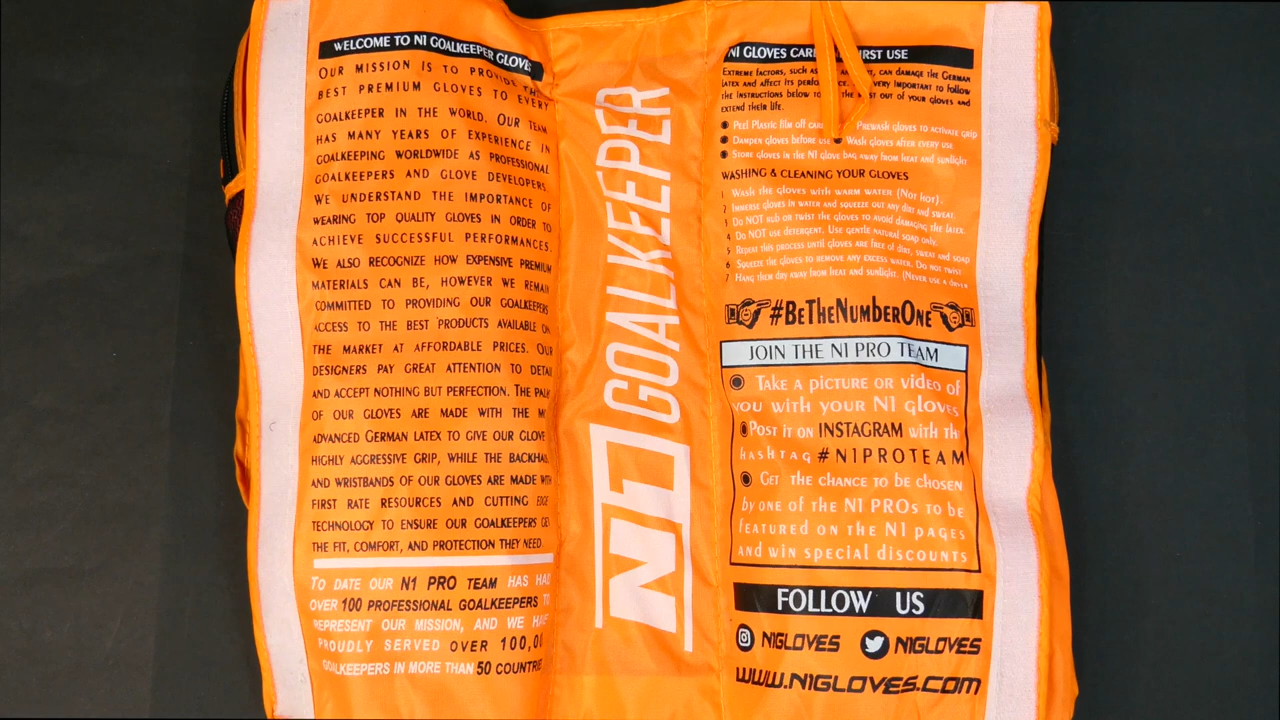 WELCOME TO N1 GOALKEEPER GLOVES
OUR MISSION IS TO PROVIDE THE
BEST PREMIUM GLOVES TO EVERY
GOALKEEPER IN THE WORLD. OUR TEAM
HAS MANY YEARS OF EXPERIENCE IN
GOALKEEPING WORLDWIDE AS PROFESSIONAL
GOALKEEPERS AND GLOVE DEVELOPERS.
WE UNDERSTAND THE IMPORTANCE OF
WEARING TOP QUALITY GLOVES IN ORDER TO
ACHIEVE SUCCESSFUL PERFORMANCES.
WE ALSO RECOGNIZE HOW EXPENSIVE PREMIUM
MATERIALS CAN BE, HOWEVER WE REMAIN
COMMITTED TO PROVIDING OUR GOALKEEPERS
ACCESS TO THE BEST PRODUCTS AVAILABLE ON
THE MARKET AT AFFORDABLE PRICES. OUR
DESIGNERS PAY GREAT ATTENTION TO DETAIL
AND ACCEPT NOTHING BUT PERFECTION. THE PALM
OF OUR GLOVES ARE MADE WITH THE
ADVANCED GERMAN LATEX TO GIVE OUR GLOVE
HIGHLY AGGRESSIVE GRIP, WHILE THE BACKHAN
AND WRISTBANDS OF OUR GLOVES ARE MADE WITH
FIRST RATE RESOURCES AND CUTTING EDGE
TECHNOLOGY TO ENSURE OUR GOALKEEPERS GET
THE FIT, COMFORT, AND PROTECTION THEY NEED
TO DATE OUR N1 PRO TEAM HAS HAD
OVER 100 PROFESSIONAL GOALKEEPERS TO
REPRESENT OUR MISSION, AND WE HAVE
PROUDLY SERVED OVER 100,00
GOALKEEPERS IN MORE THAN 50 COUNTRIE
N1 GOALKEEPER
N1 GLOVES CARE FIRST USE
EXTREME FACTORS, SUCH AS CAN DAMAGE THE GERMAN
LATEX AND AFFECT ITS PERFORMANCE. VERY IMPORTANT TO FOLLOW
THE INSTRUCTIONS BELOW TO MOST OUT OF YOUR GLOVES AND
EXTEND THEIR LIFE.
PEEL PLASTIC FILM OFF PREWASH GLOVES TO ACTIVATE GRIP
DAMPEN GLOVES BEFORE USE WASH GLOVES AFTER EVERY USE
STORE GLOVES IN THE N1 GLOVE BAG AWAY FROM HEAT AND SUNLIGHT
WASHING & CLEANING YOUR GLOVES
1 WASH THE GLOVES WITH WARM WATER (NOT HOT).
2 IMMERSE GLOVES IN WATER AND SQUEEZE OUT ANY DIRT AND SWEAT.
3 DO NOT RUB OR TWIST THE GLOVES TO AVOID DAMAGING THE LATEX.
4 DO NOT USE DETERGENT. USE GENTLE NATURAL SOAP ONLY.
5 REPEAT THIS PROCESS UNTIL GLOVES ARE FREE OF DIRT, SWEAT AND SOAP
6 SQUEEZE THE GLOVES TO REMOVE ANY EXCESS WATER. DO NOT TWIST
7 HANG THEM DRY AWAY FROM HEAT AND SUNLIGHT. (NEVER USE A DRYER
#BETHENUMBERONE
JOIN THE N1 PRO TEAM
TAKE A PICTURE OR VIDEO OF
YOU WITH YOUR N1 GLOVES
POST IT ON INSTAGRAM WITH THE
HASHTAG #N1PROTEAM
GET THE CHANCE TO BE CHOSEN
BY ONE OF THE N1 PROS TO BE
FEATURED ON THE N1 PAGES
AND WIN SPECIAL DISCOUNTS
FOLLOW US
N1GLOVES N1GLOVES
WWW.N1GLOVES.COM